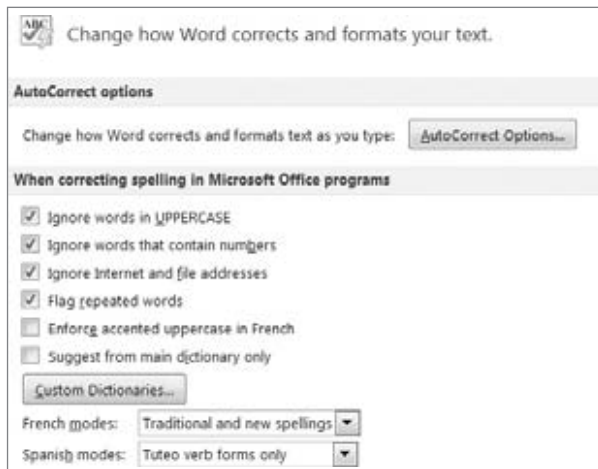 ABC
Change how Word corrects and formats your text.
AutoCorrect options
Change how Word corrects and formats text as you type: AutoCorrect Options...
When correcting spelling in Microsoft Office programs
Ignore words in UPPERCASE
Ignore words that contain numbers
Ignore Internet and file addresses
Flag repeated words
Enforce accented uppercase in French
Suggest from main dictionary only
Custom Dictionaries...
French modes: Traditional and new spellings
Spanish modes: Tuteo verb forms only